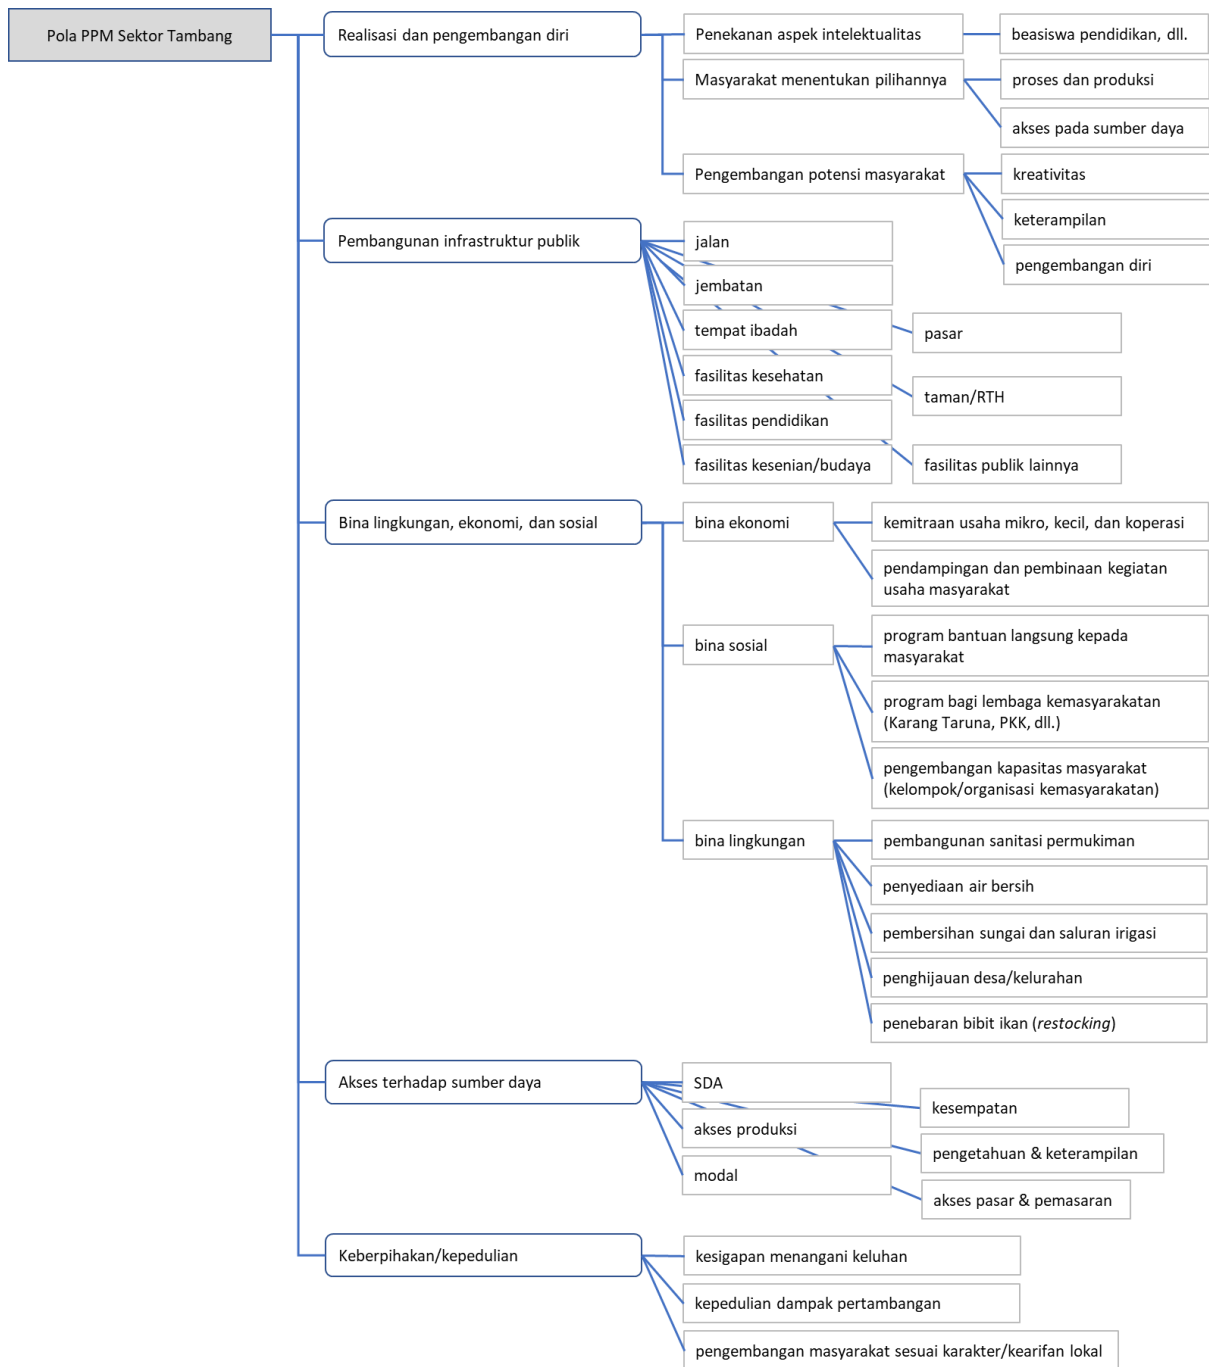 Pola PPM Sektor Tambang
Realisasi dan pengembangan diri
Penekanan aspek intelektualitas
beasiswa pendidikan, dll.
Masyarakat menentukan pilihannya
proses dan produksi
akses pada sumber daya
Pengembangan potensi masyarakat
kreativitas
keterampilan
pengembangan diri
Pembangunan infrastruktur publik
jalan
jembatan
tempat ibadah
fasilitas kesehatan
fasilitas pendidikan
fasilitas kesenian/budaya
pasar
taman/RTH
fasilitas publik lainnya
Bina lingkungan, ekonomi, dan sosial
bina ekonomi
kemitraan usaha mikro, kecil, dan koperasi
pendampingan dan pembinaan kegiatan
usaha masyarakat
bina sosial
program bantuan langsung kepada
masyarakat
program bagi lembaga kemasyarakatan
(Karang Taruna, PKK, dll.)
pengembangan kapasitas masyarakat
(kelompok/organisasi kemasyarakatan)
bina lingkungan
pembangunan sanitasi permukiman
penyediaan air bersih
pembersihan sungai dan saluran irigasi
penghijauan desa/kelurahan
penebaran bibit ikan (restocking)
Akses terhadap sumber daya
SDA
akses produksi
modal
kesempatan
pengetahuan & keterampilan
akses pasar & pemasaran
Keberpihakan/kepedulian
kesigapan menangani keluhan
kepedulian dampak pertambangan
pengembangan masyarakat sesuai karakter/kearifan lokal